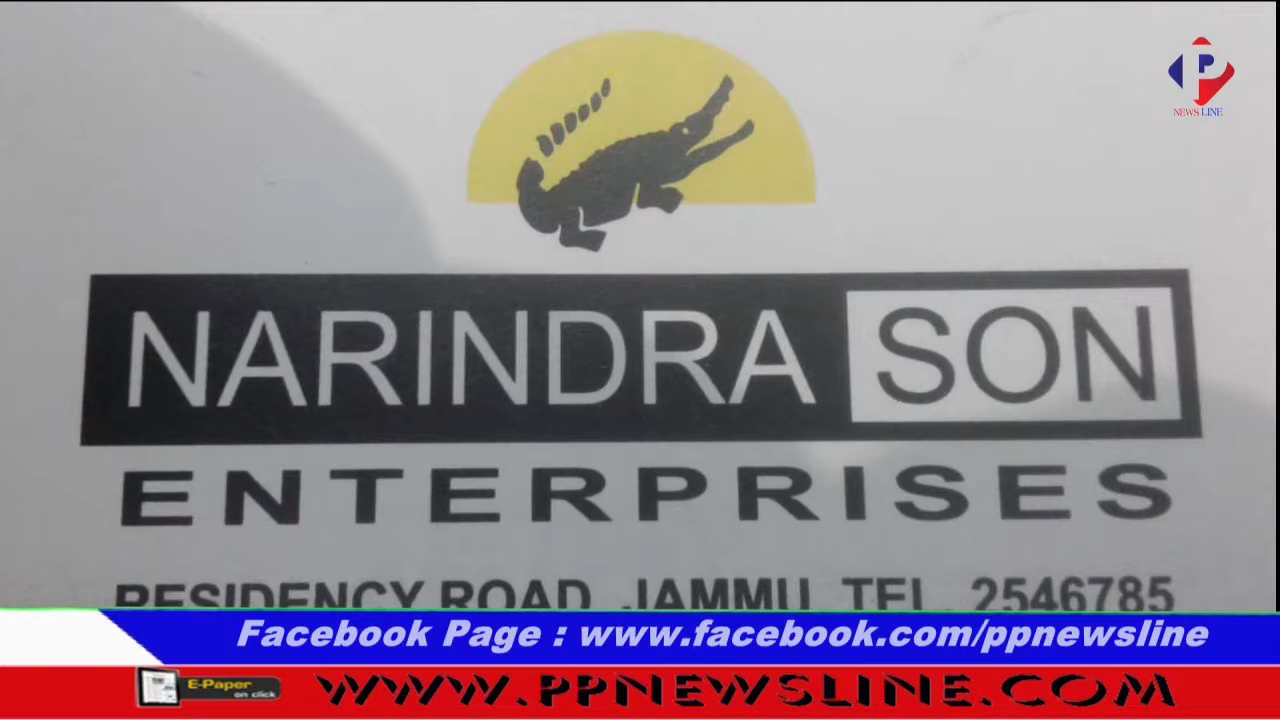 P
NEWS LINE
NARINDRA SON
ENTERPRISES
RESIDENCY ROAD, JAMMU, TEL. 2546785
Facebook Page : www.facebook.com/ppnewsline
E-Paper
on click
WWW.PPNEWSLINE.COM